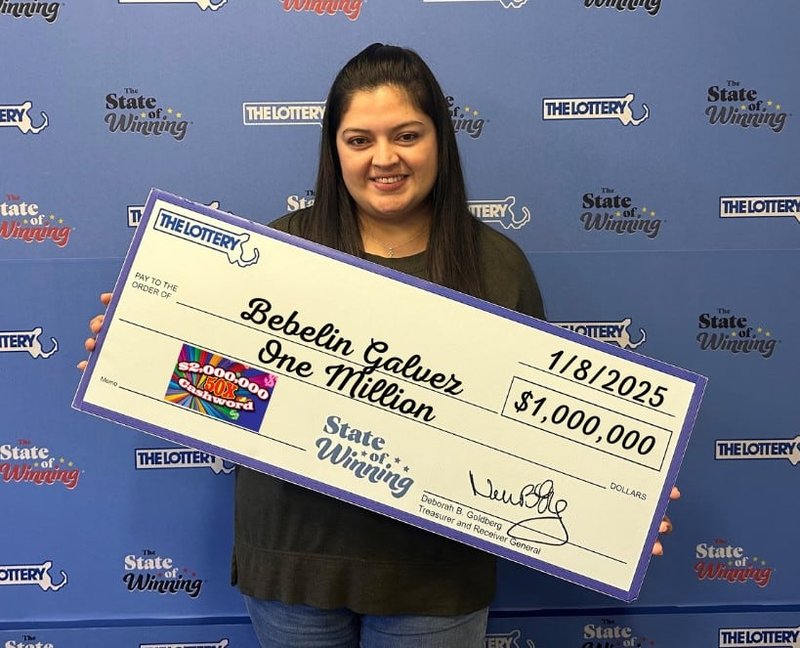 THE LOTTERY
The State of Winning
THE LOTTERY
PAY TO THE
ORDER OF
Bebelin Galvez
1/8/2025
One Million
$1,000,000
DOLLARS
Memo
$2,000,000
50X
Cashword
State
of
Winning
Deborah B. Goldberg
Treasurer and Receiver General